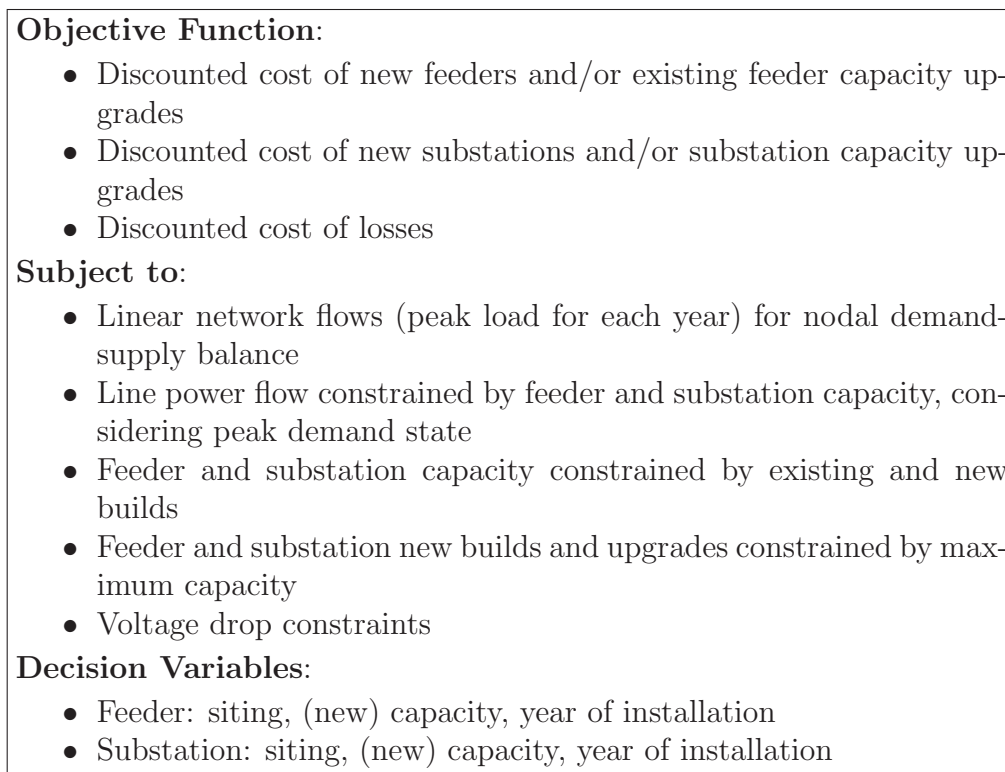 Objective Function:
• Discounted cost of new feeders and/or existing feeder capacity up-
grades
• Discounted cost of new substations and/or substation capacity up-
grades
• Discounted cost of losses
Subject to:
• Linear network flows (peak load for each year) for nodal demand-
supply balance
• Line power flow constrained by feeder and substation capacity, con-
sidering peak demand state
• Feeder and substation capacity constrained by existing and new
builds
• Feeder and substation new builds and upgrades constrained by max-
imum capacity
• Voltage drop constraints
Decision Variables:
• Feeder: siting, (new) capacity, year of installation
• Substation: siting, (new) capacity, year of installation